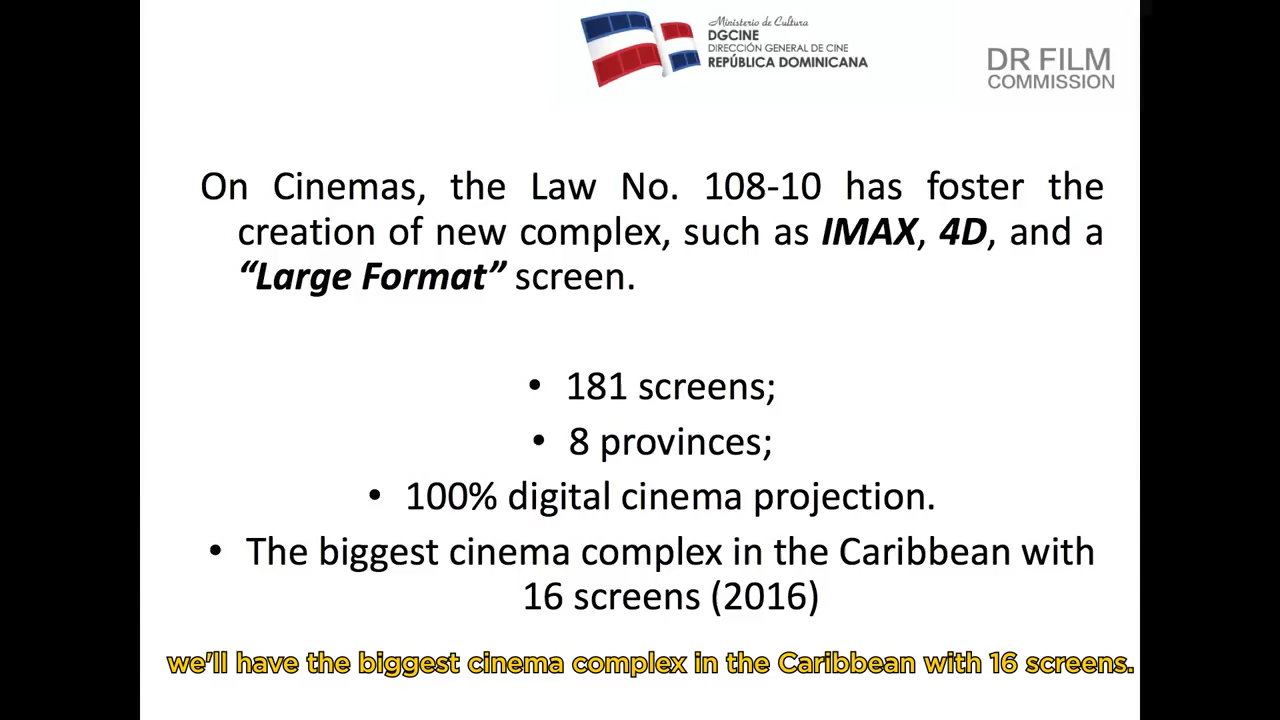 Ministerio de Cultura
DGCINE
DIRECCIÓN GENERAL DE CINE
REPÚBLICA DOMINICANA
DR FILM
COMMISSION
On Cinemas, the Law No. 108-10 has foster the
creation of new complex, such as IMAX, 4D, and a
“Large Format” screen.
• 181 screens;
• 8 provinces;
• 100% digital cinema projection.
• The biggest cinema complex in the Caribbean with
16 screens (2016)
we'll have the biggest cinema complex in the Caribbean with 16 screens.